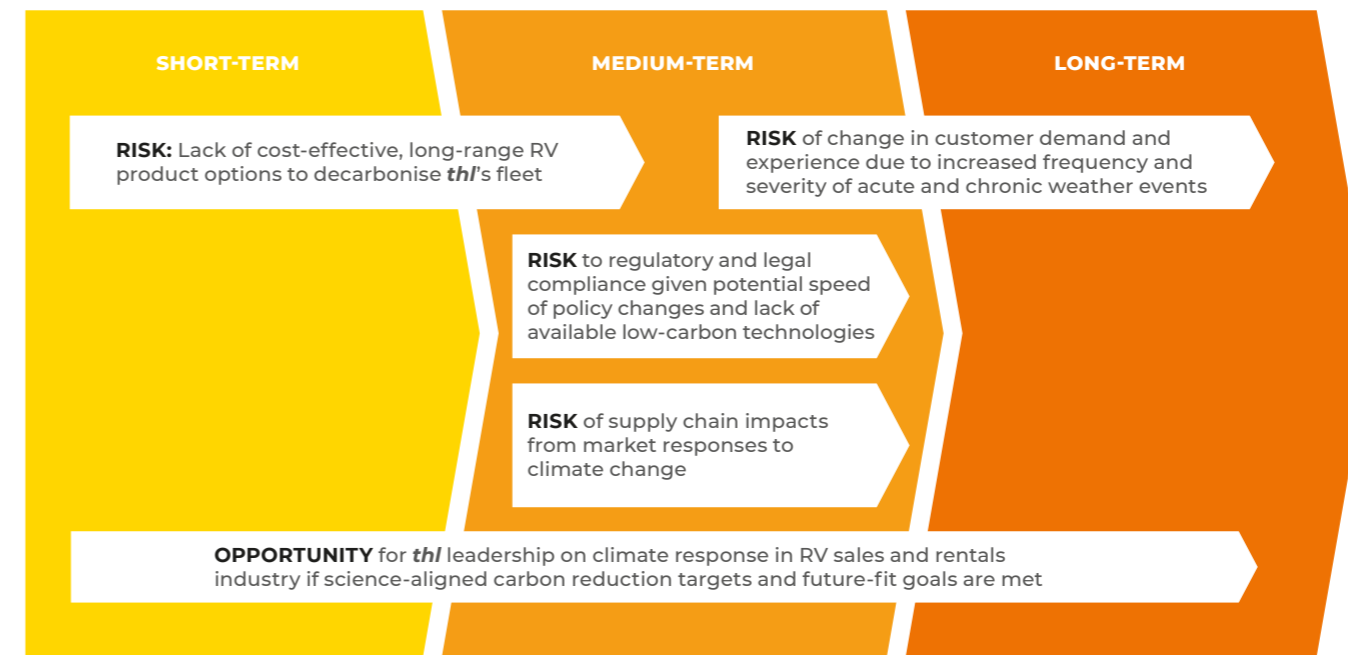 SHORT-TERM
MEDIUM-TERM
LONG-TERM
RISK: Lack of cost-effective, long-range RV
product options to decarbonise thl's fleet
RISK of change in customer demand and
experience due to increased frequency and
severity of acute and chronic weather events
RISK to regulatory and legal
compliance given potential speed
of policy changes and lack of
available low-carbon technologies
RISK of supply chain impacts
from market responses to
climate change
OPPORTUNITY for thl leadership on climate response in RV sales and rentals
industry if science-aligned carbon reduction targets and future-fit goals are met